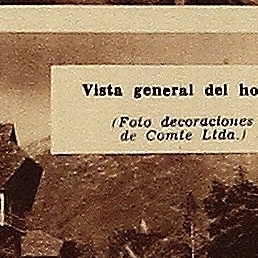 Vista general del ho
(Foto decoraciones
de Comte Ltda.)